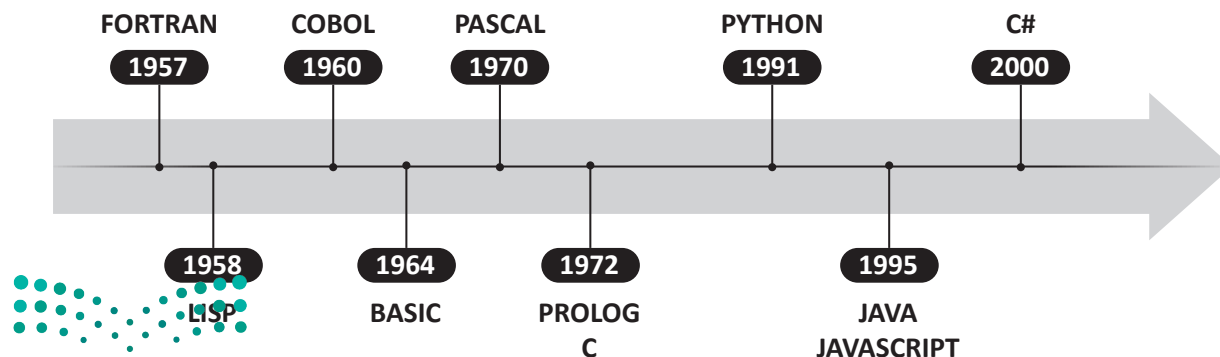 FORTRAN COBOL PASCAL PYTHON C#
1957 1960 1970 1991 2000
1958 1964 1972 1995
LISP BASIC PROLOG JAVA
C JAVASCRIPT